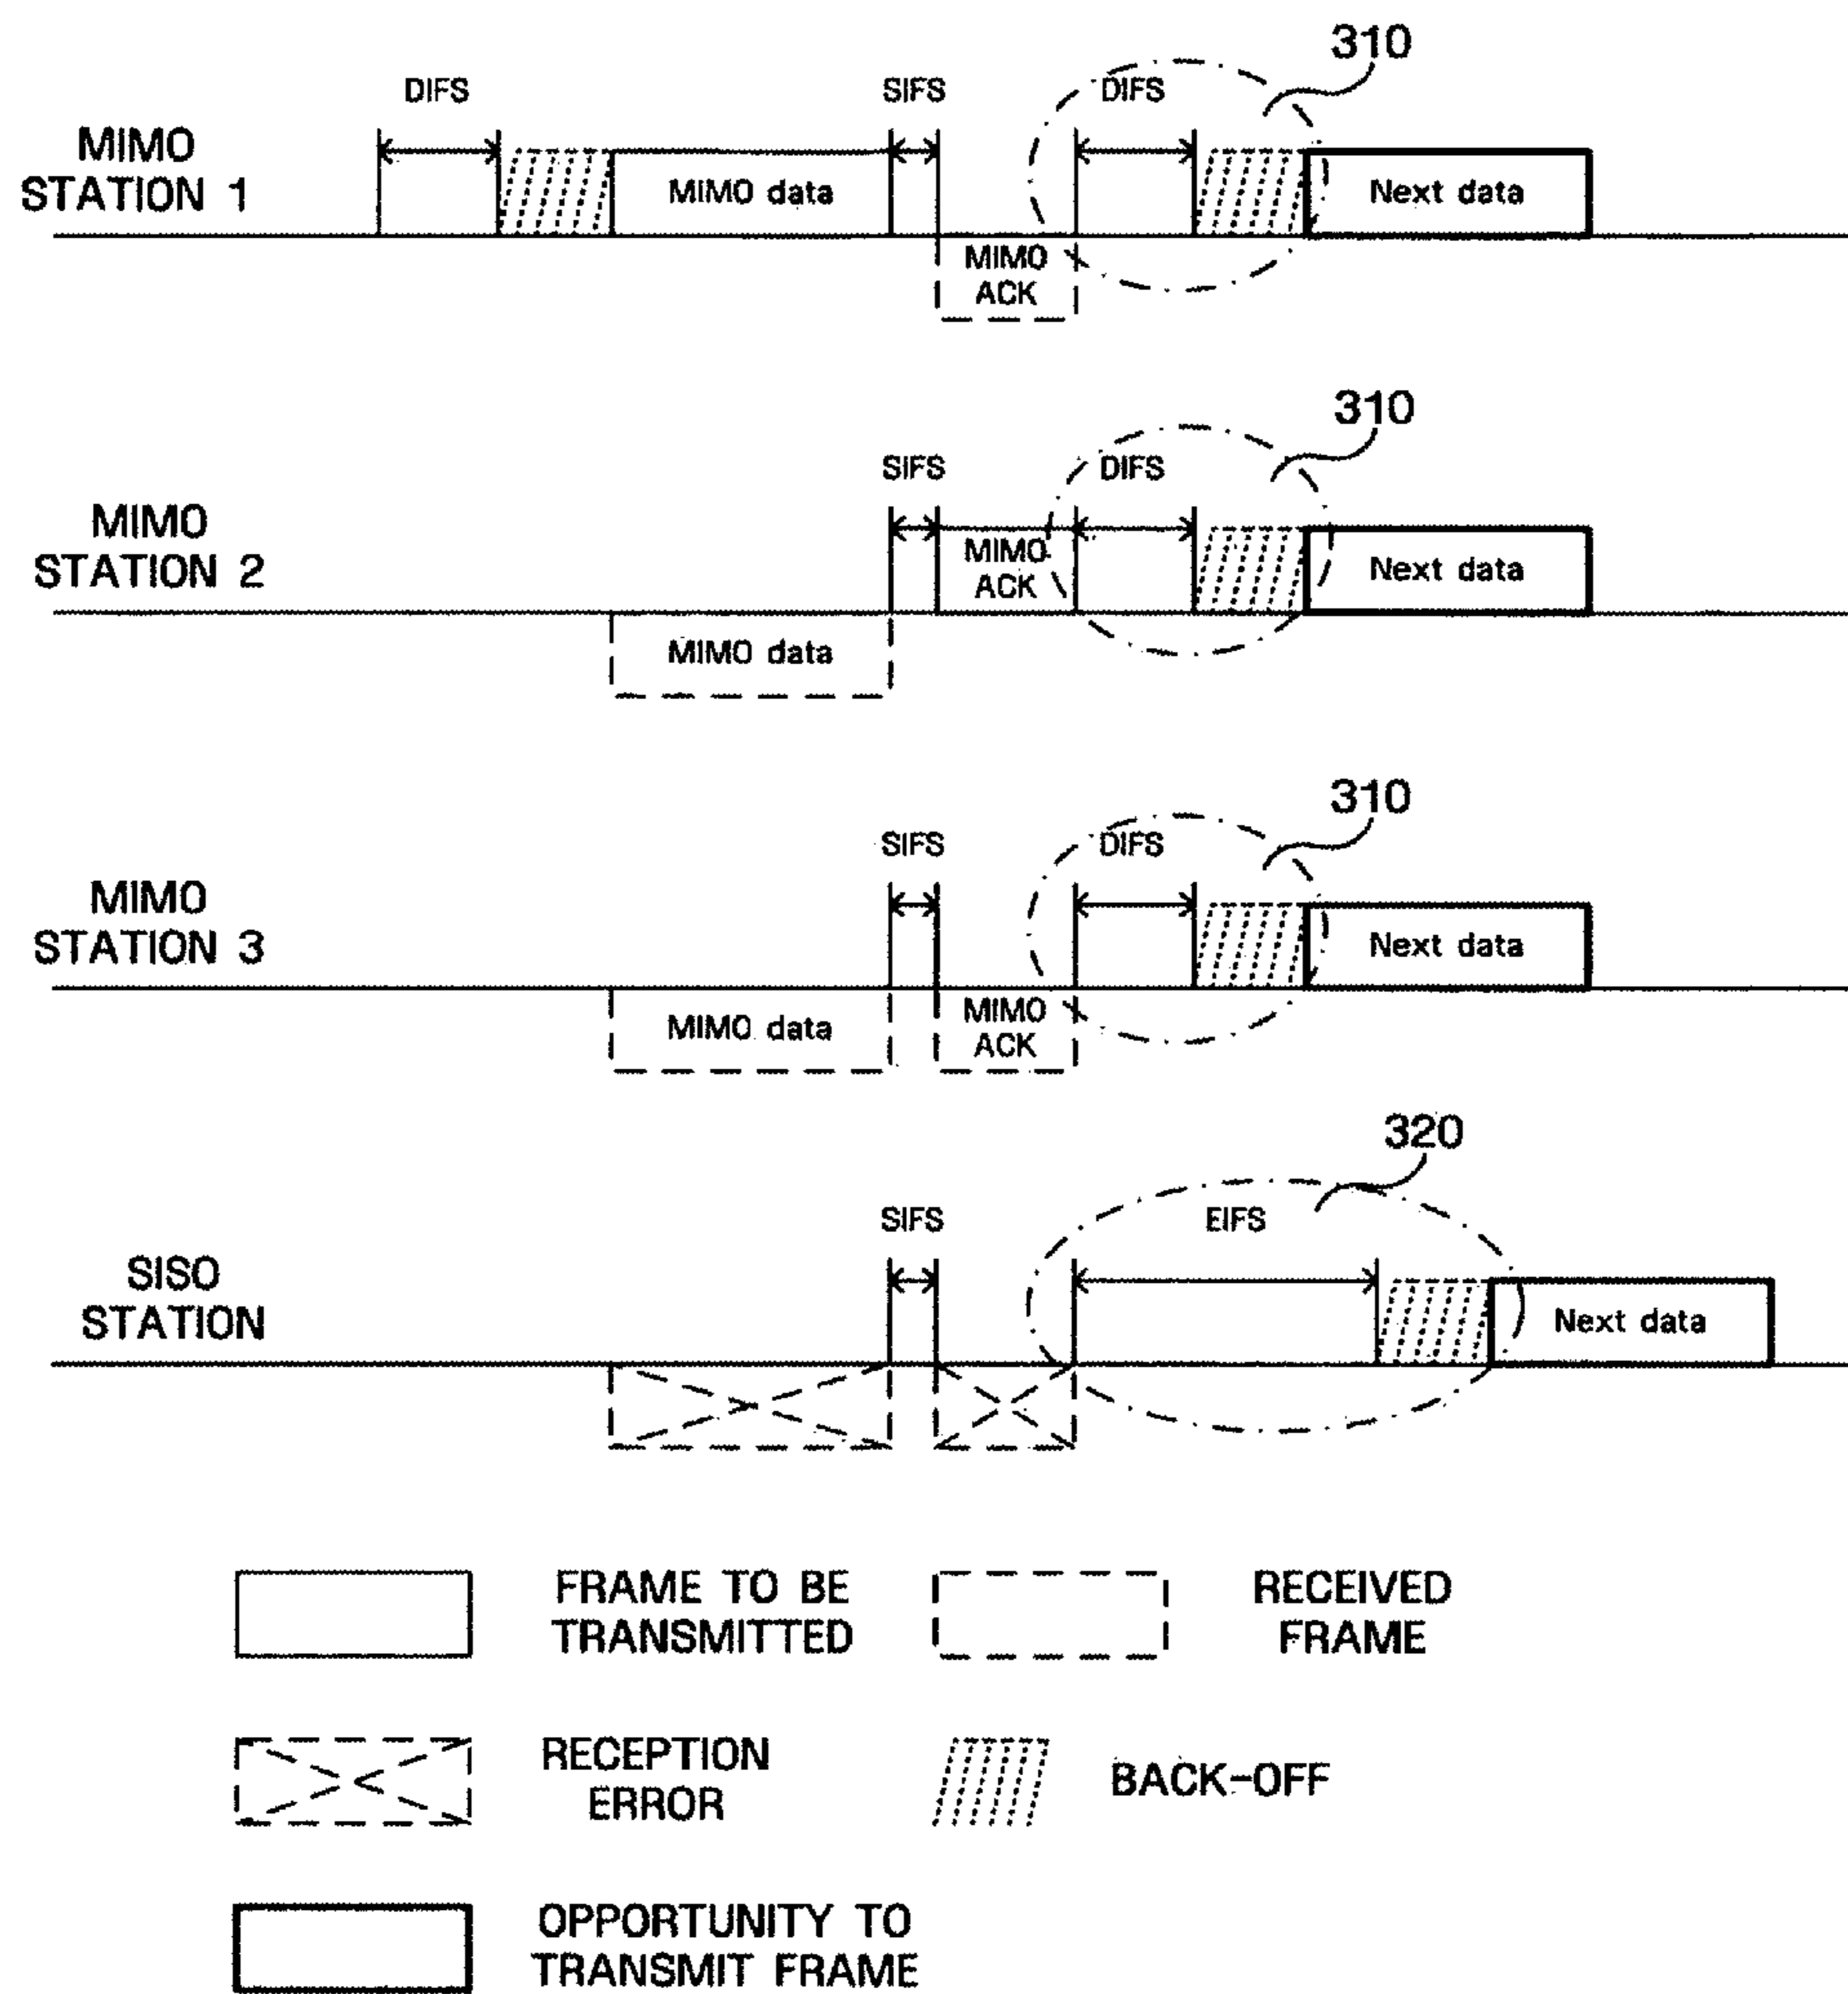 310
DIFS
SIFS
DIFS
MIMO
STATION 1
MIMO data
Next data
MIMO
ACK
310
SIFS
DIFS
MIMO
STATION 2
MIMO
ACK
Next data
MIMO data
310
SIFS
DIFS
MIMO
STATION 3
Next data
MIMO data
MIMO
ACK
320
SIFS
EIFS
SISO
STATION
Next data
FRAME TO BE
TRANSMITTED
RECEIVED
FRAME
RECEPTION
ERROR
BACK-OFF
OPPORTUNITY TO
TRANSMIT FRAME